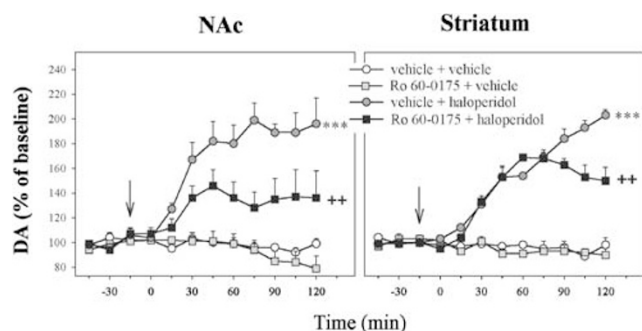 NAc Striatum
240
220
200
180
160
140
120
100
80
DA (% of baseline)
vehicle + vehicle
Ro 60-0175 + vehicle
vehicle + haloperidol
Ro 60-0175 + haloperidol
***
++
***
++
-30 0 30 60 90 120 -30 0 30 60 90 120
Time (min)